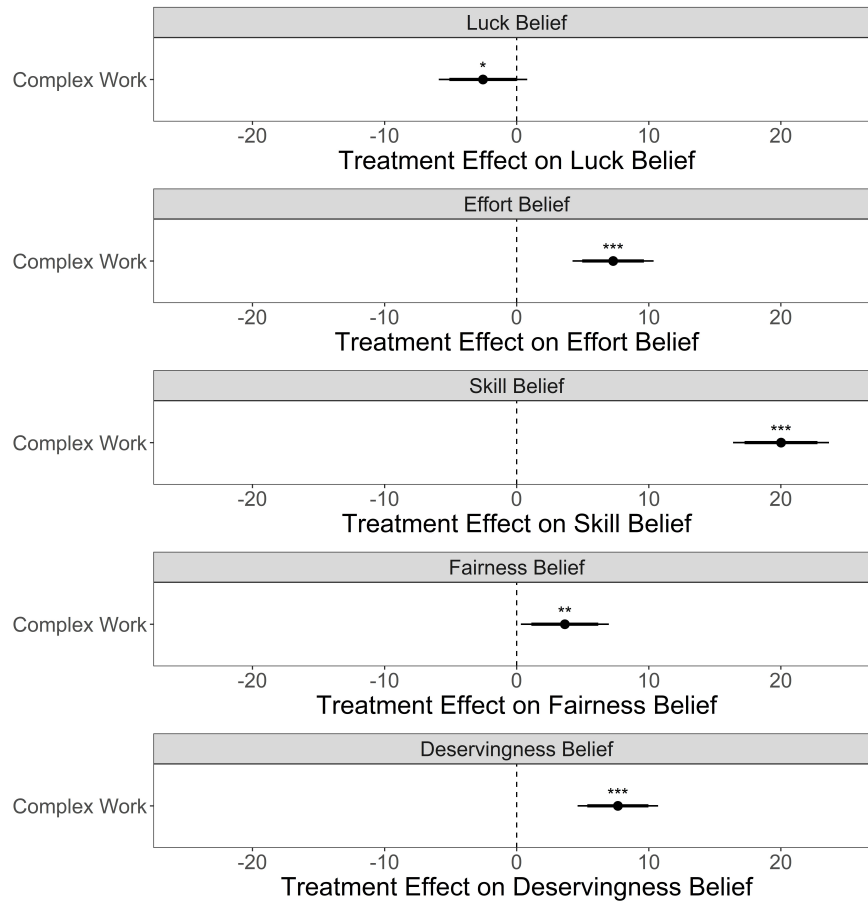 Luck Belief
*
Complex Work
-20 -10 0 10 20
Treatment Effect on Luck Belief
Effort Belief
***
Complex Work
-20 -10 0 10 20
Treatment Effect on Effort Belief
Skill Belief
***
Complex Work
-20 -10 0 10 20
Treatment Effect on Skill Belief
Fairness Belief
**
Complex Work
-20 -10 0 10 20
Treatment Effect on Fairness Belief
Deservingness Belief
***
Complex Work
-20 -10 0 10 20
Treatment Effect on Deservingness Belief